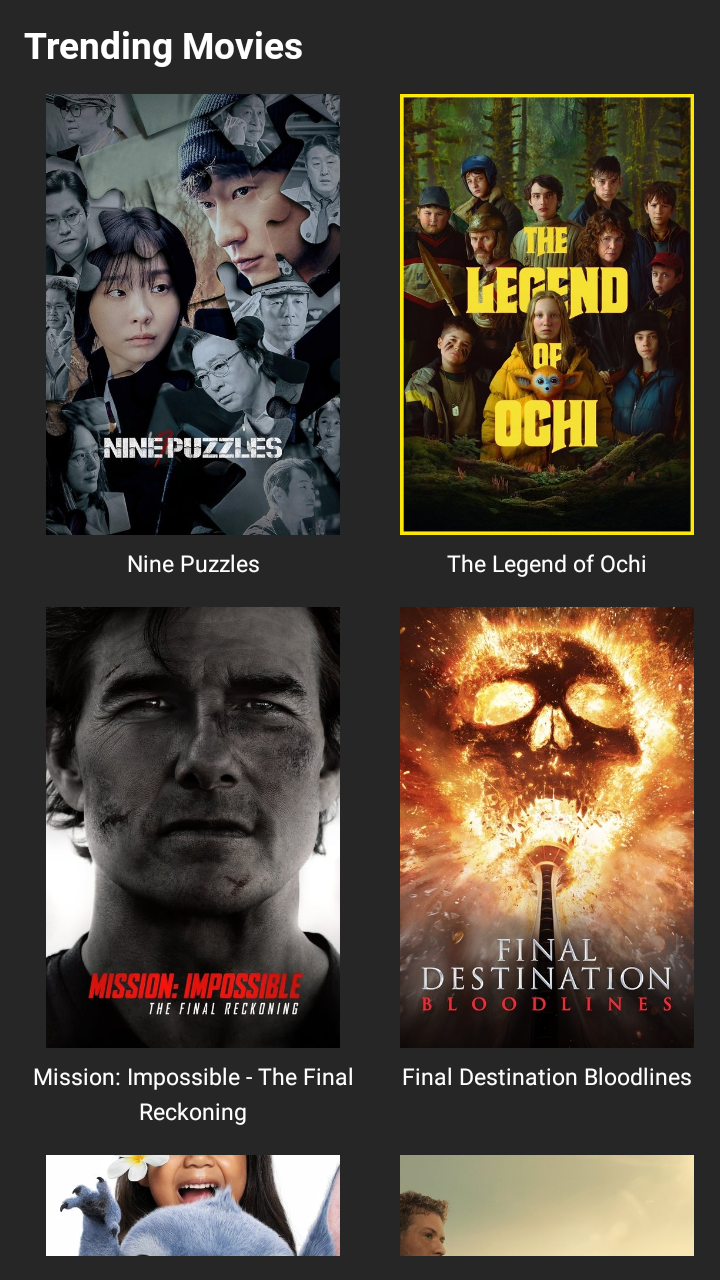 Trending Movies
NINE PUZZLES
THE
LEGEND
OF
OCHI
Nine Puzzles
The Legend of Ochi
MISSION: IMPOSSIBLE
THE FINAL RECKONING
FINAL
DESTINATION
BLOODLINES
Mission: Impossible - The Final
Reckoning
Final Destination Bloodlines